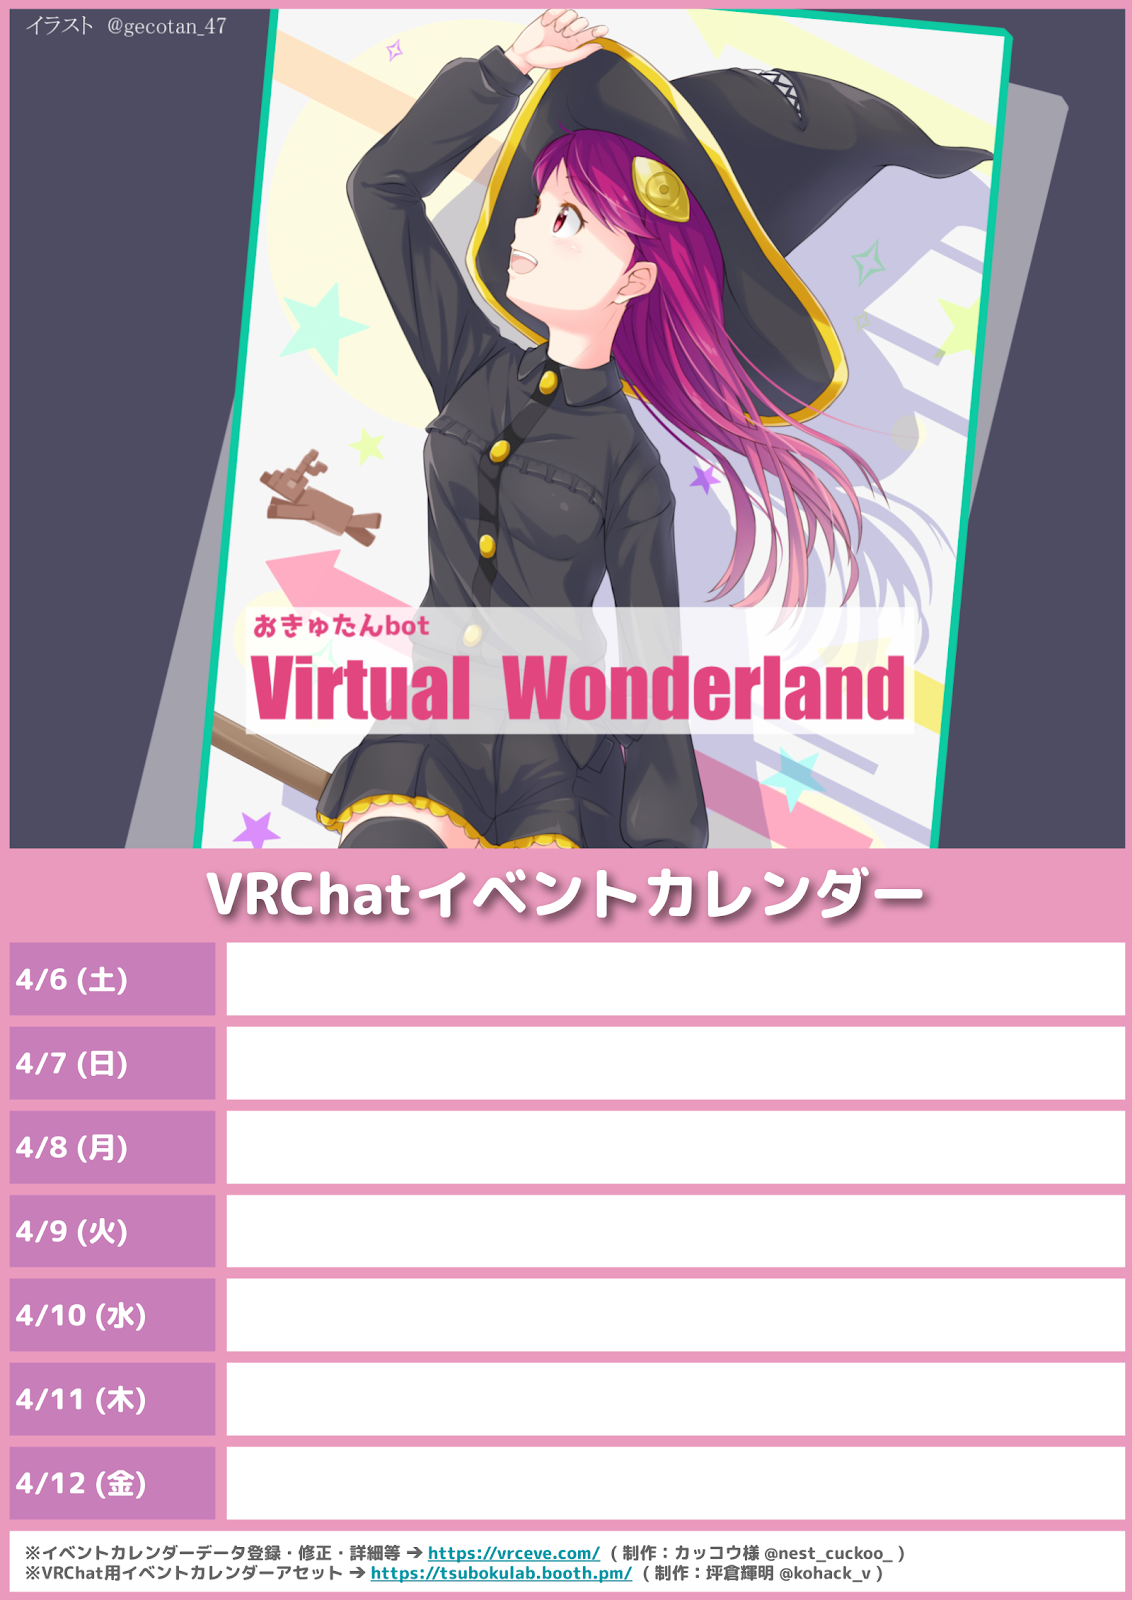 イラスト @gecotan_47
おきゅたんbot
Virtual Wonderland
VRChatイベントカレンダー
4/6 (土)
4/7 (日)
4/8 (月)
4/9 (火)
4/10 (水)
4/11 (木)
4/12 (金)
※イベントカレンダーデータ登録・修正・詳細等 ➔ https://vrceve.com/ ( 制作：カッコウ様 @nest_cuckoo_ )
※VRChat用イベントカレンダーアセット ➔ https://tsubokulab.booth.pm/ ( 制作：坪倉輝明 @kohack_v )